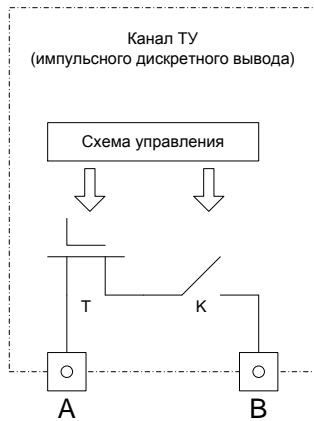 Канал ТУ
(импульсного дискретного вывода)
Схема управления
Т
К
А
В